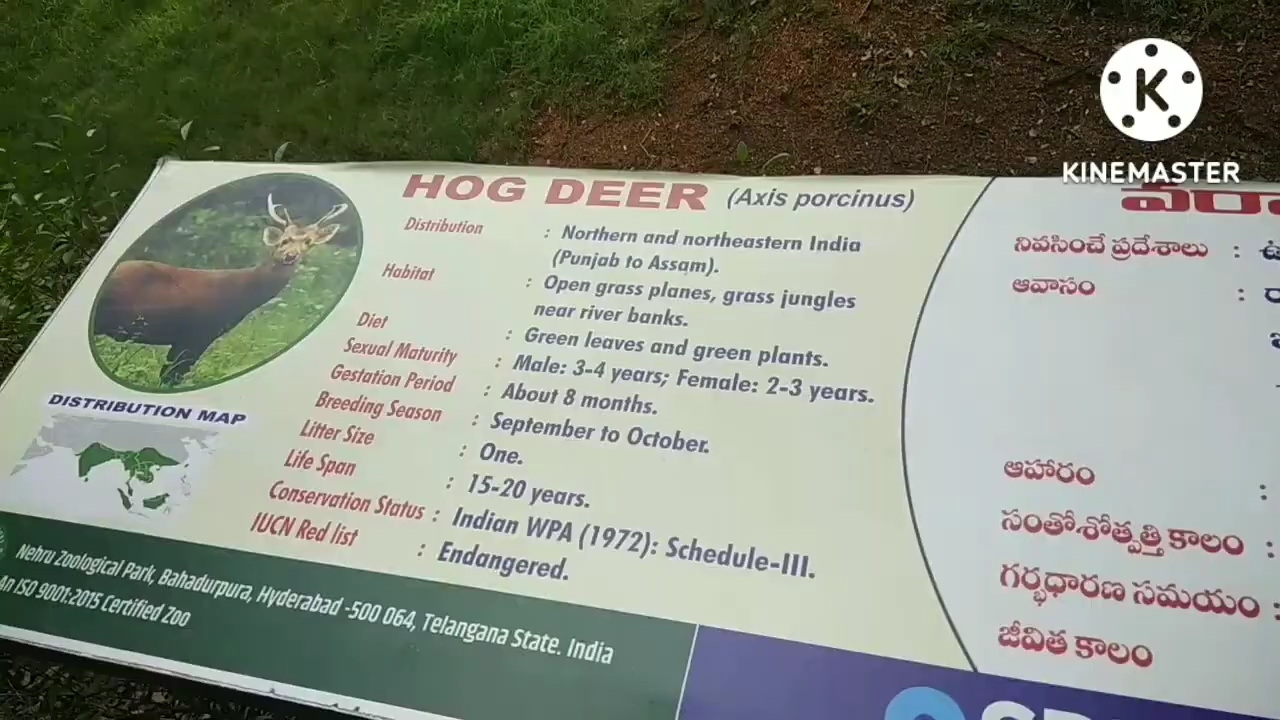 K
KINEMASTER
HOG DEER (Axis porcinus)
Distribution : Northern and northeastern India
(Punjab to Assam).
Habitat : Open grass planes, grass jungles
near river banks.
Diet : Green leaves and green plants.
Sexual Maturity : Male: 3-4 years; Female: 2-3 years.
Gestation Period : About 8 months.
Breeding Season : September to October.
Litter Size : One.
Life Span : 15-20 years.
Conservation Status : Indian WPA (1972): Schedule-III.
IUCN Red list : Endangered.
DISTRIBUTION MAP
Nehru Zoological Park, Bahadurpura, Hyderabad -500 064, Telangana State. India
An ISO 9001:2015 Certified Zoo
నివసించే ప్రదేశాలు :
ఆవాసం :
ఆహారం :
సంతోశోత్పత్తి కాలం :
గర్భధారణ సమయం :
జీవిత కాలం